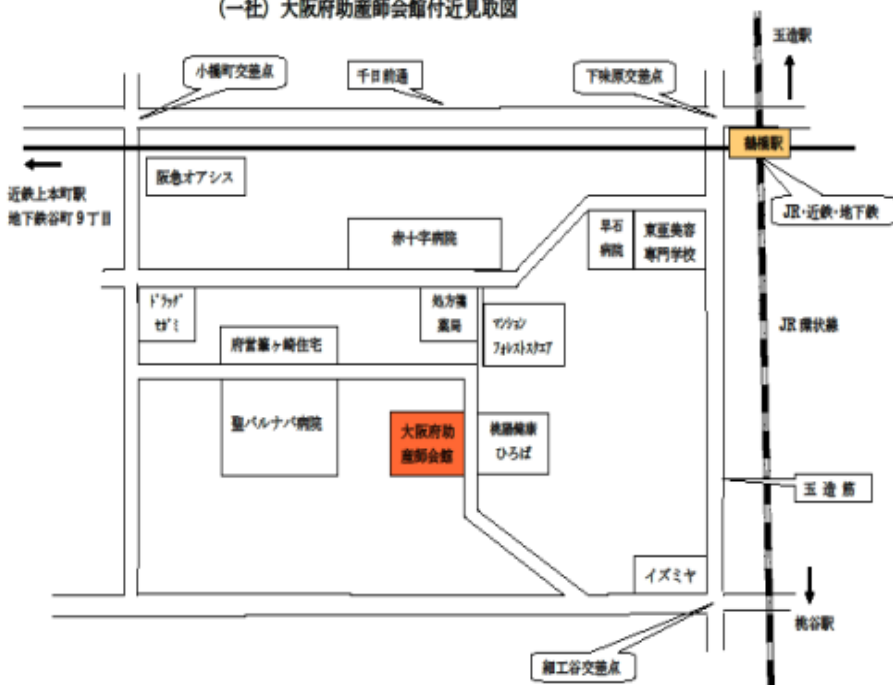 (一社) 大阪府助産師会館付近見取図
玉造駅
小橋町交差点
千日前通
下味原交差点
鶴橋駅
近鉄上本町駅
地下鉄谷町9丁目
阪急オアシス
JR・近鉄・地下鉄
赤十字病院
早石
病院
東亜美容
専門学校
ドラッグ
セガミ
処方箋
薬局
マンション
フォレストスクエア
JR 環状線
府営筆ヶ崎住宅
聖バルナバ病院
大阪府助
産師会館
桃陽健康
ひろば
玉 造 筋
イズミヤ
桃谷駅
細工谷交差点